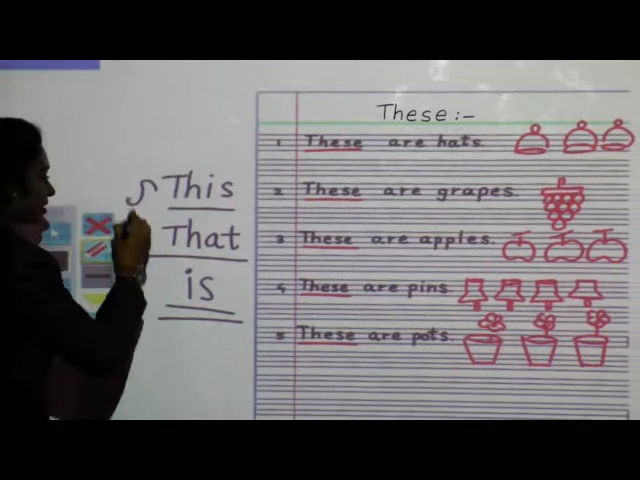 This
That
is
These :-
1 These are hats.
2 These are grapes.
3 These are apples.
4 These are pins.
5 These are pots.